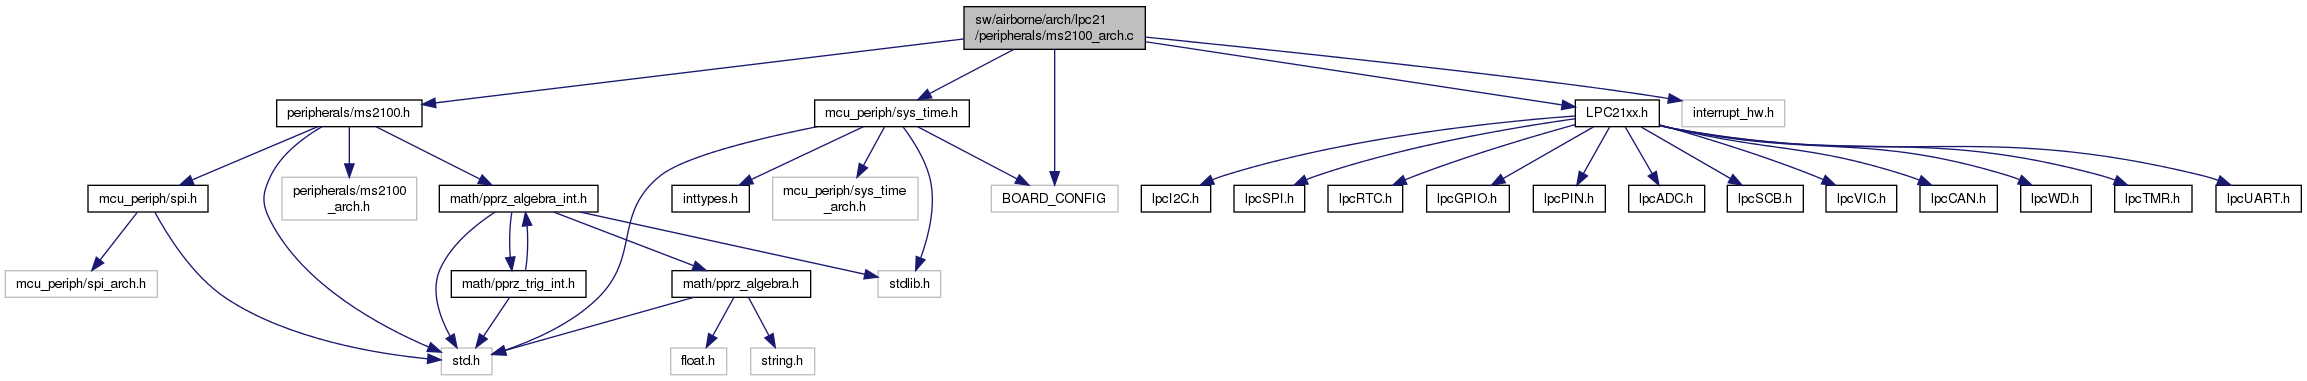 sw/airborne/arch/lpc21
/peripherals/ms2100_arch.c
peripherals/ms2100.h
mcu_periph/sys_time.h
LPC21xx.h
interrupt_hw.h
mcu_periph/spi.h
peripherals/ms2100
_arch.h
math/pprz_algebra_int.h
inttypes.h
mcu_periph/sys_time
_arch.h
BOARD_CONFIG
lpcI2C.h
lpcSPI.h
lpcRTC.h
lpcGPIO.h
lpcPIN.h
lpcADC.h
lpcSCB.h
lpcVIC.h
lpcCAN.h
lpcWD.h
lpcTMR.h
lpcUART.h
mcu_periph/spi_arch.h
math/pprz_trig_int.h
math/pprz_algebra.h
stdlib.h
std.h
float.h
string.h